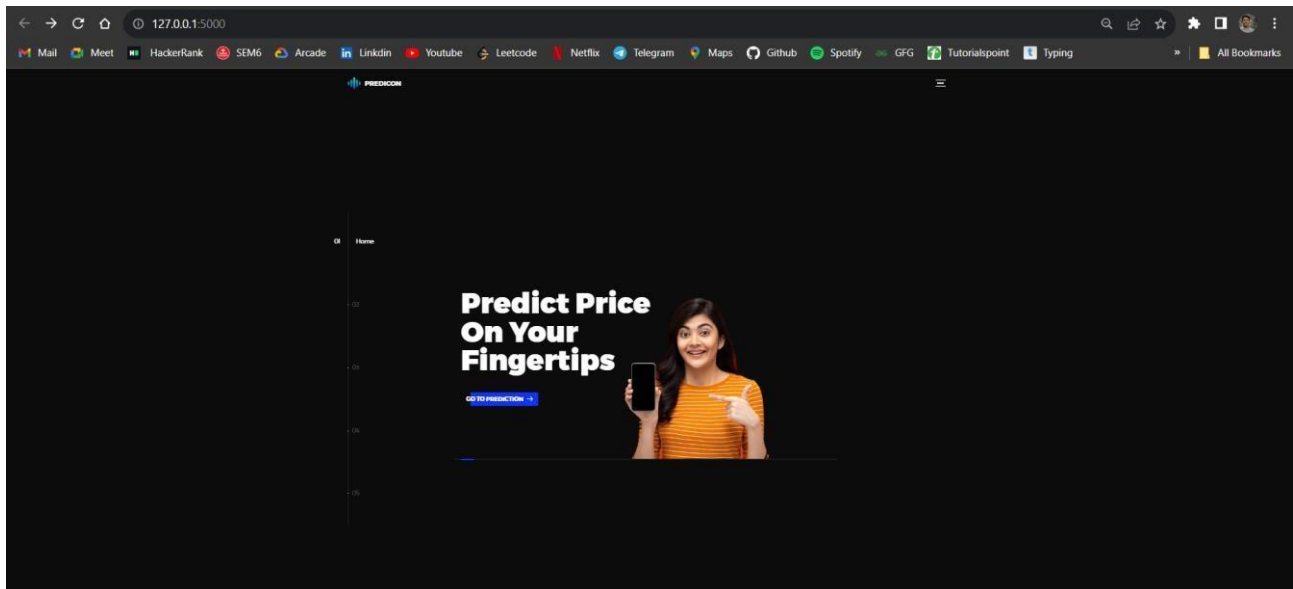 127.0.0.1:5000
Mail Meet HackerRank SEM6 Arcade Linkdin Youtube Leetcode Netflix Telegram Maps Github Spotify GFG Tutorialspoint Typing » All Bookmarks
PREDICON
01 Home
02
Predict Price
On Your
Fingertips
03
GO TO PREDICTION →
04
05